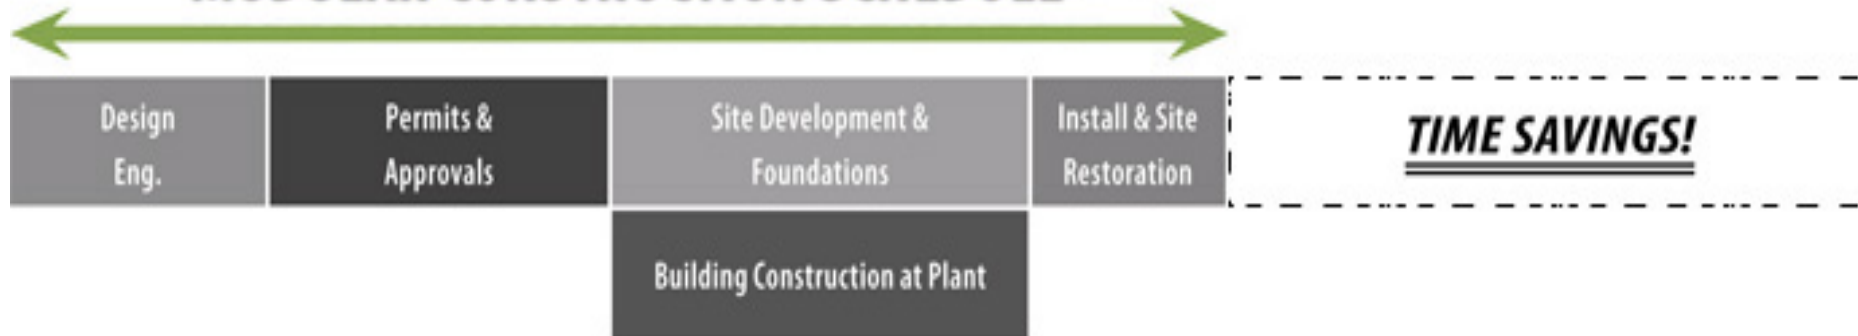 Design
Eng.
Permits &
Approvals
Site Development &
Foundations
Install & Site
Restoration
TIME SAVINGS!
Building Construction at Plant